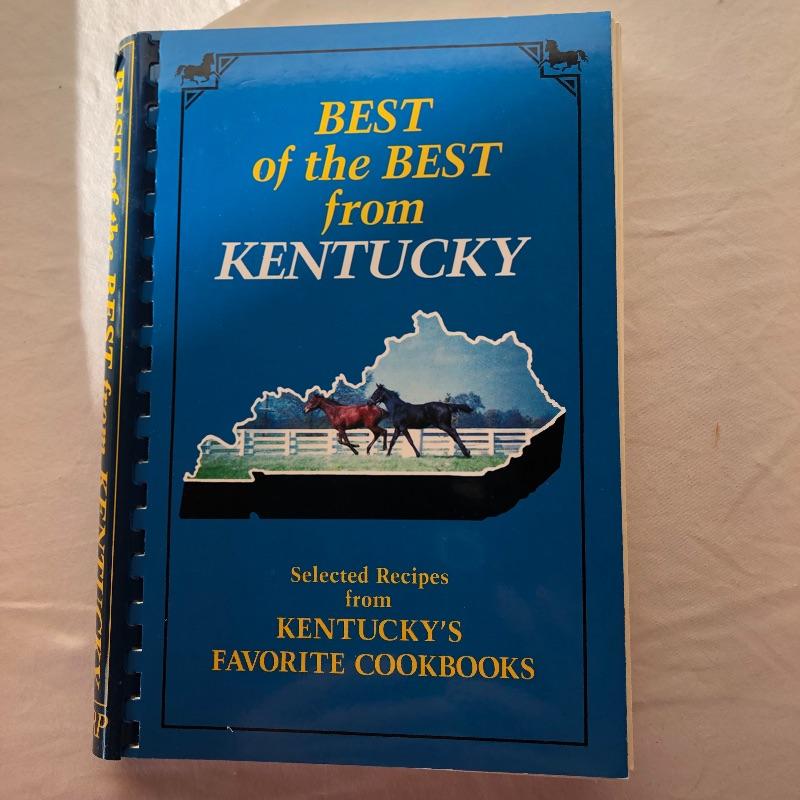 BEST
of the BEST
from
KENTUCKY
Selected Recipes
from
KENTUCKY'S
FAVORITE COOKBOOKS
BEST of the BEST from KENTUCKY